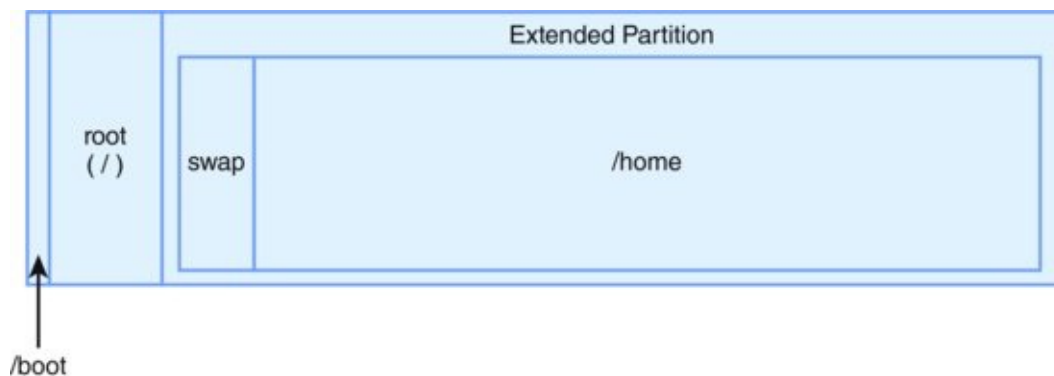 Extended Partition
root
( / )
swap
/home
/boot